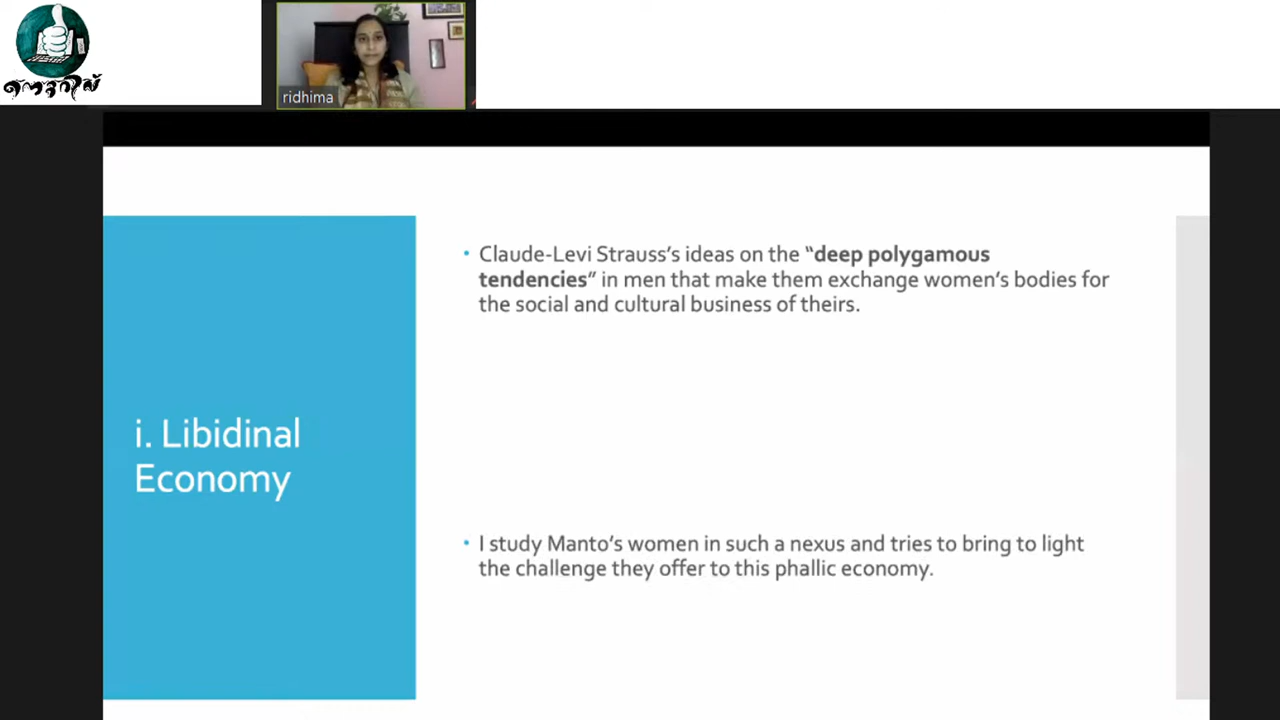 ridhima
Claude-Levi Strauss's ideas on the “deep polygamous
tendencies” in men that make them exchange women's bodies for
the social and cultural business of theirs.
i. Libidinal
Economy
I study Manto's women in such a nexus and tries to bring to light
the challenge they offer to this phallic economy.